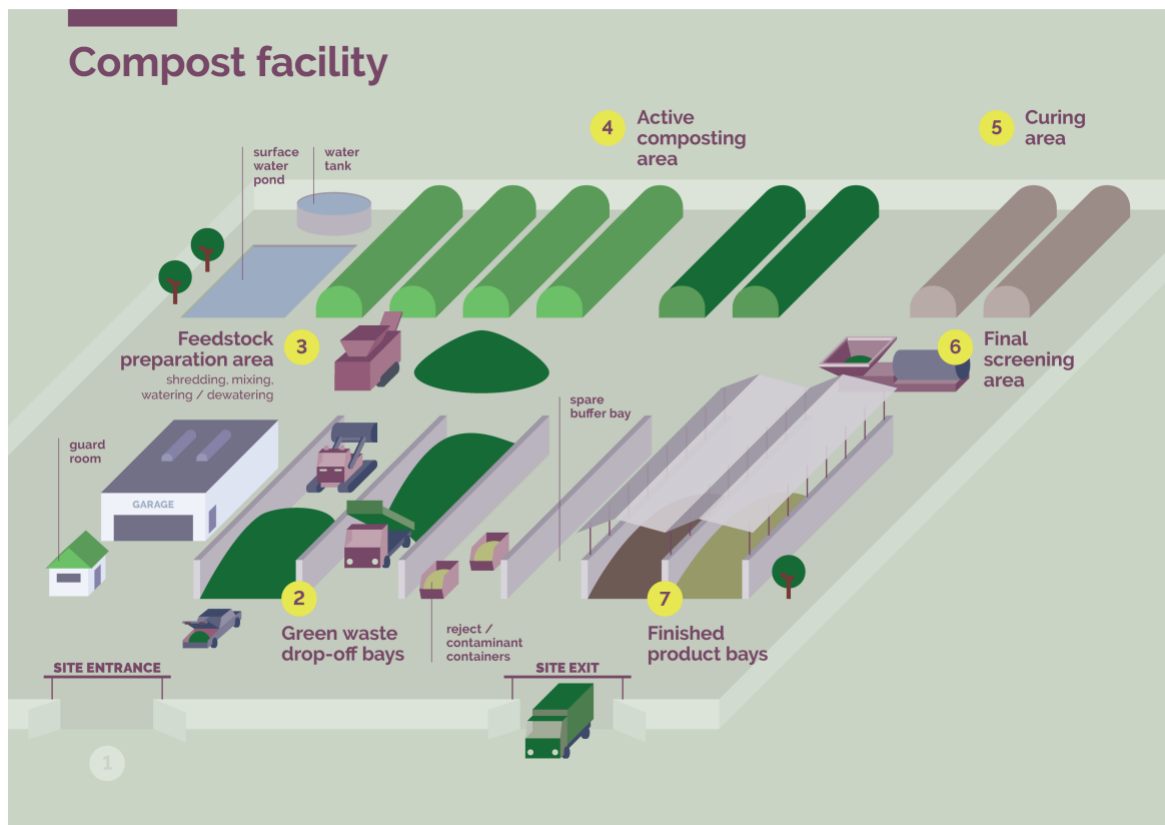 Compost facility
4
Active
composting
area
5
Curing
area
surface
water
pond
water
tank
Feedstock
preparation area
shredding, mixing,
watering / dewatering
3
6
Final
screening
area
spare
buffer bay
guard
room
GARAGE
2
Green waste
drop-off bays
reject /
contaminant
containers
7
Finished
product bays
SITE ENTRANCE
SITE EXIT
1